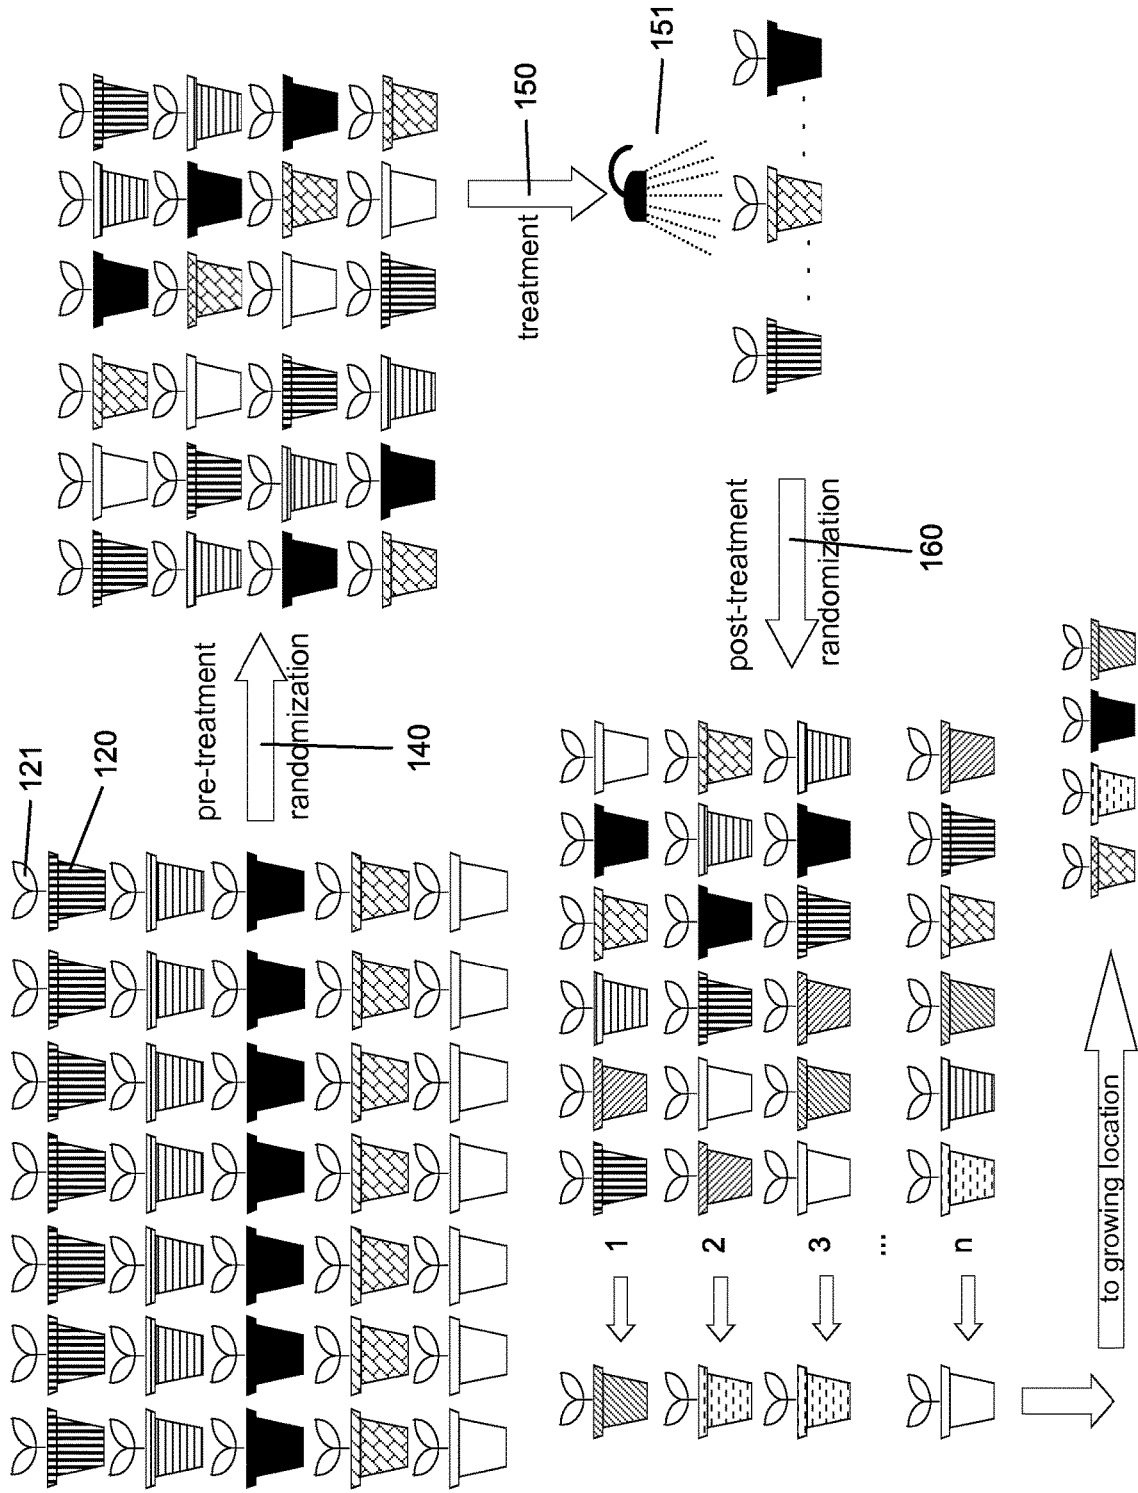 121
120
pre-treatment
randomization
140
treatment
150
151
post-treatment
randomization
160
1
2
3
...
n
to growing location